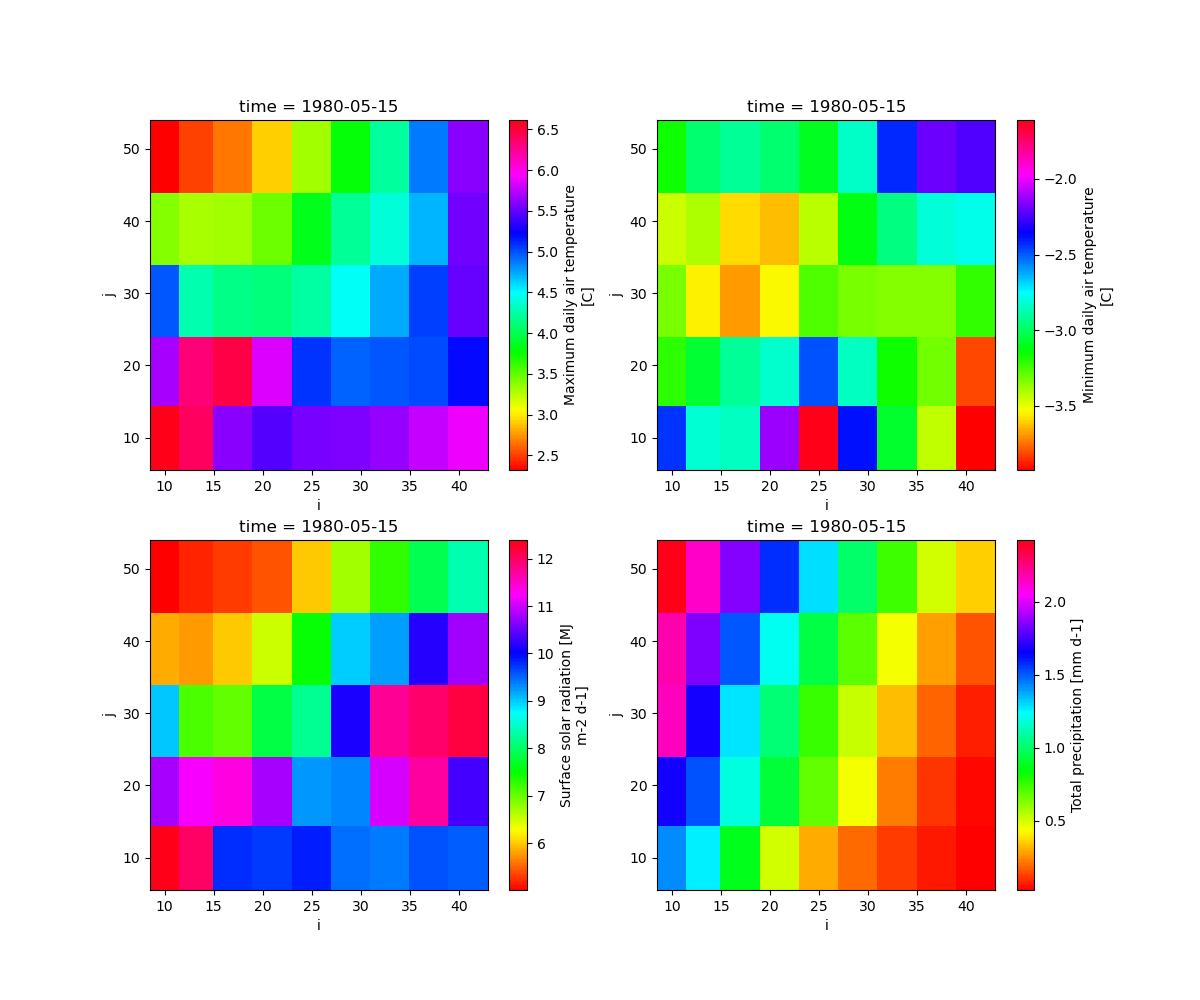 time = 1980-05-15
50
40
30
20
10
j
10 15 20 25 30 35 40
i
6.5
6.0
5.5
5.0
4.5
4.0
3.5
3.0
2.5
Maximum daily air temperature
[C]
time = 1980-05-15
50
40
30
20
10
j
10 15 20 25 30 35 40
i
−2.0
−2.5
−3.0
−3.5
Minimum daily air temperature
[C]
time = 1980-05-15
50
40
30
20
10
j
10 15 20 25 30 35 40
i
12
11
10
9
8
7
6
Surface solar radiation [MJ
m-2 d-1]
time = 1980-05-15
50
40
30
20
10
j
10 15 20 25 30 35 40
i
2.0
1.5
1.0
0.5
Total precipitation [mm d-1]